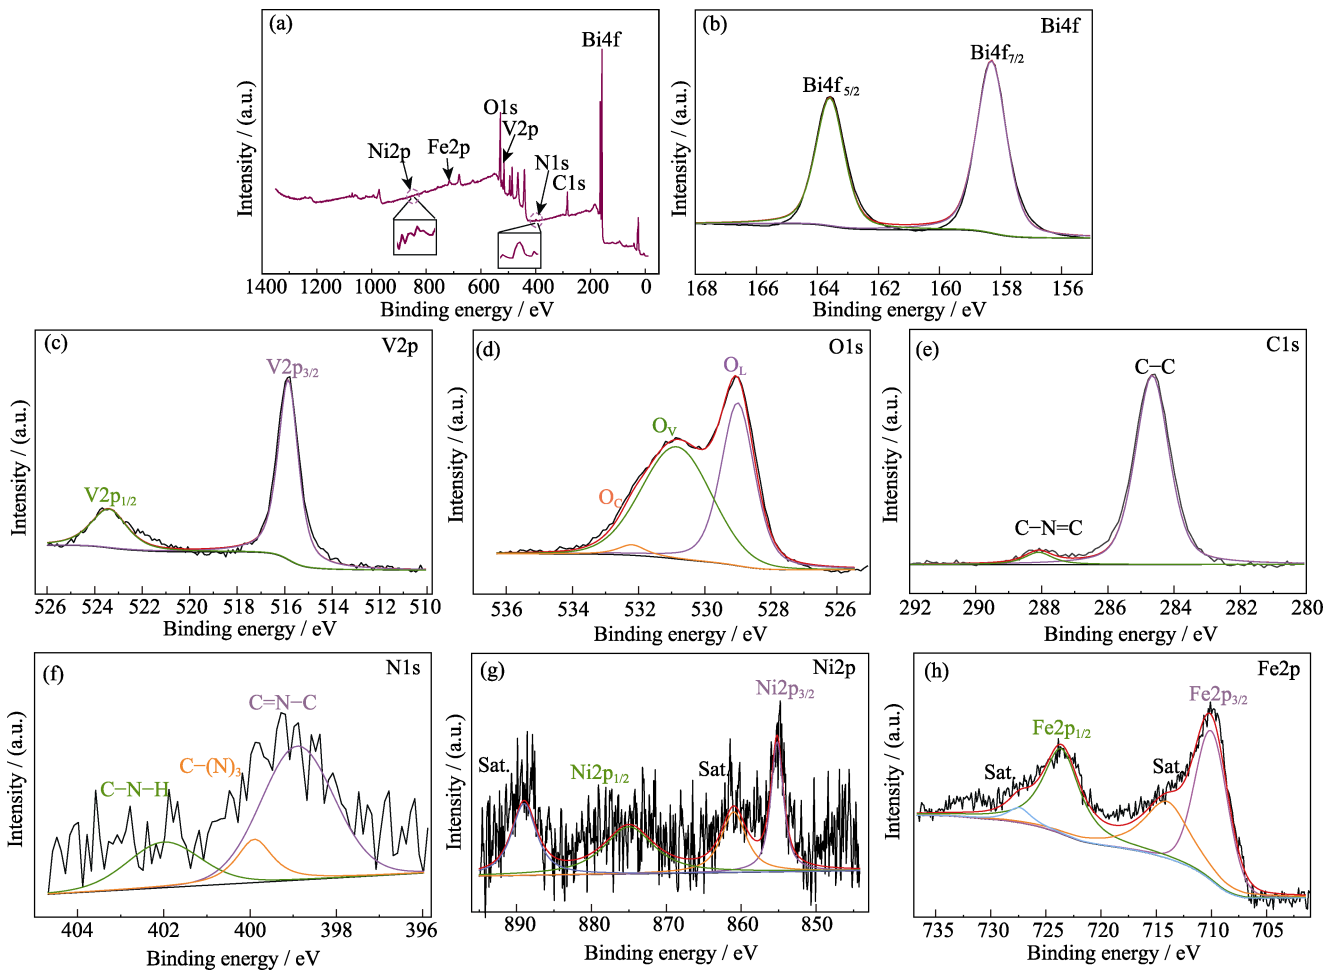 (a)
Bi4f
O1s
V2p
Fe2p
Ni2p
N1s
C1s
Intensity / (a.u.)
1400 1200 1000 800 600 400 200 0
Binding energy / eV
(b) Bi4f
Bi4f7/2
Bi4f5/2
Intensity / (a.u.)
168 166 164 162 160 158 156
Binding energy / eV
(c) V2p
V2p3/2
V2p1/2
Intensity / (a.u.)
526 524 522 520 518 516 514 512 510
Binding energy / eV
(d) O1s
OL
OV
OC
Intensity / (a.u.)
536 534 532 530 528 526
Binding energy / eV
(e) C1s
C−C
C−N=C
Intensity / (a.u.)
292 290 288 286 284 282 280
Binding energy / eV
(f) N1s
C=N−C
C−(N)3
C−N−H
Intensity / (a.u.)
404 402 400 398 396
Binding energy / eV
(g) Ni2p
Ni2p3/2
Sat.
Ni2p1/2
Sat.
Intensity / (a.u.)
890 880 870 860 850
Binding energy / eV
(h) Fe2p
Fe2p3/2
Fe2p1/2
Sat.
Sat.
Intensity / (a.u.)
735 730 725 720 715 710 705
Binding energy / eV